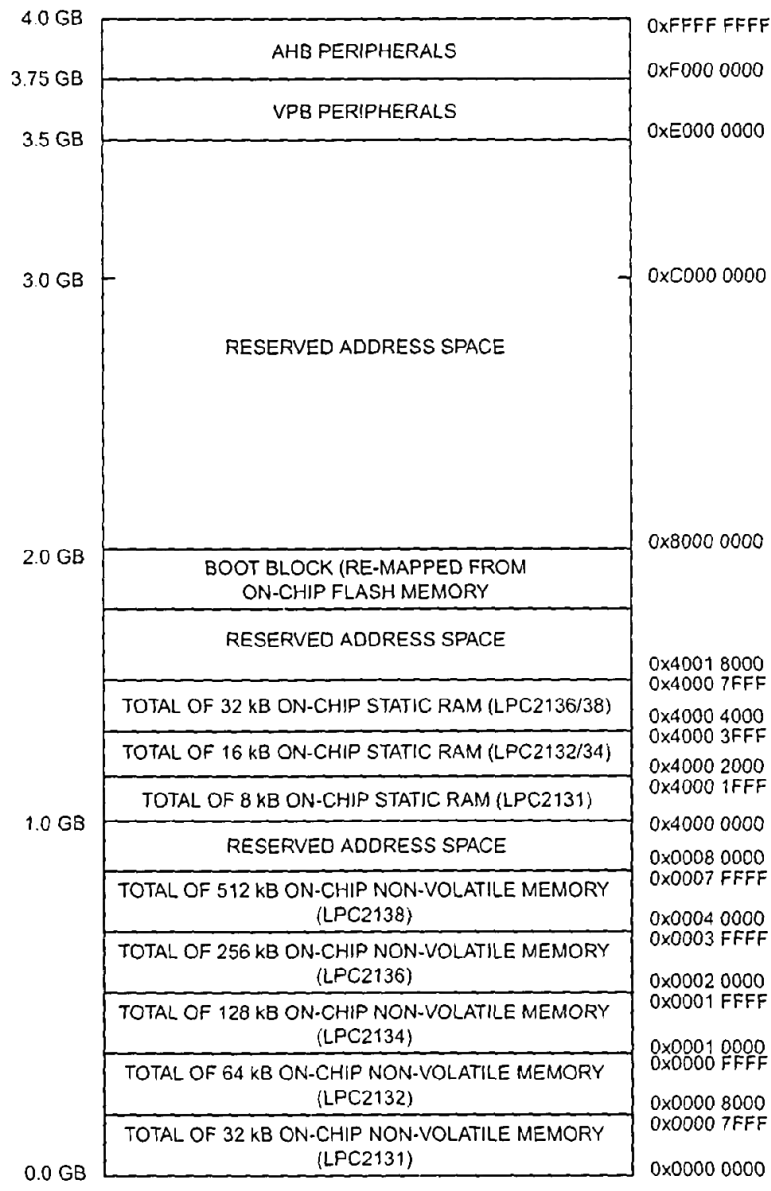 4.0 GB
0xFFFF FFFF
AHB PERIPHERALS
3.75 GB
0xF000 0000
VPB PERIPHERALS
3.5 GB
0xE000 0000
3.0 GB
0xC000 0000
RESERVED ADDRESS SPACE
2.0 GB
0x8000 0000
BOOT BLOCK (RE-MAPPED FROM
ON-CHIP FLASH MEMORY
RESERVED ADDRESS SPACE
0x4001 8000
0x4000 7FFF
TOTAL OF 32 kB ON-CHIP STATIC RAM (LPC2136/38)
0x4000 4000
0x4000 3FFF
TOTAL OF 16 kB ON-CHIP STATIC RAM (LPC2132/34)
0x4000 2000
0x4000 1FFF
TOTAL OF 8 kB ON-CHIP STATIC RAM (LPC2131)
1.0 GB
0x4000 0000
RESERVED ADDRESS SPACE
0x0008 0000
0x0007 FFFF
TOTAL OF 512 kB ON-CHIP NON-VOLATILE MEMORY
(LPC2138)
0x0004 0000
0x0003 FFFF
TOTAL OF 256 kB ON-CHIP NON-VOLATILE MEMORY
(LPC2136)
0x0002 0000
0x0001 FFFF
TOTAL OF 128 kB ON-CHIP NON-VOLATILE MEMORY
(LPC2134)
0x0001 0000
0x0000 FFFF
TOTAL OF 64 kB ON-CHIP NON-VOLATILE MEMORY
(LPC2132)
0x0000 8000
0x0000 7FFF
TOTAL OF 32 kB ON-CHIP NON-VOLATILE MEMORY
(LPC2131)
0.0 GB
0x0000 0000